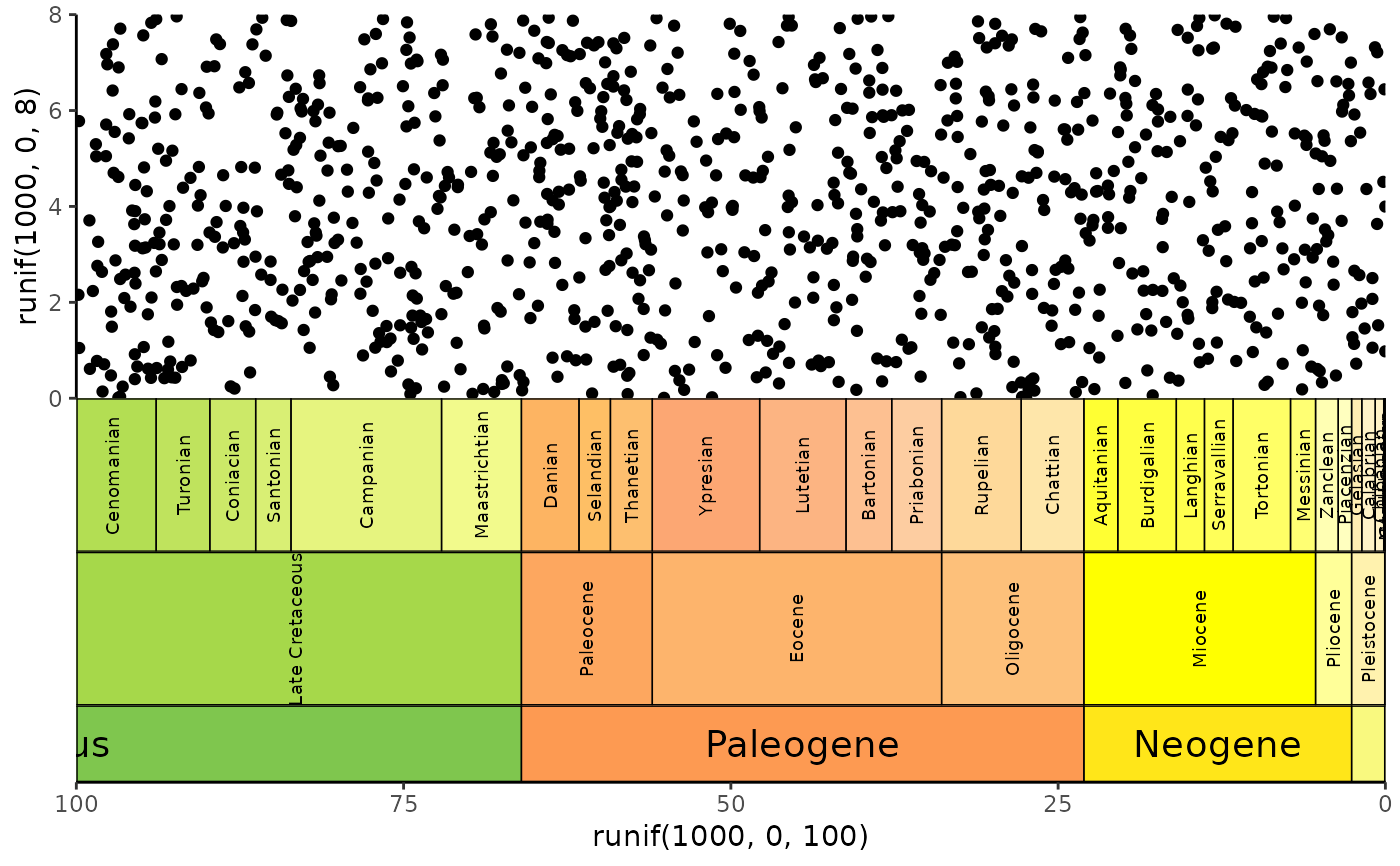 8
6
4
2
0
runif(1000, 0, 8)
Cenomanian
Turonian
Coniacian
Santonian
Campanian
Maastrichtian
Danian
Selandian
Thanetian
Ypresian
Lutetian
Bartonian
Priabonian
Rupelian
Chattian
Aquitanian
Burdigalian
Langhian
Serravallian
Tortonian
Messinian
Zanclean
Piacenzian
Gelasian
Calabrian
Late Cretaceous
Paleocene
Eocene
Oligocene
Miocene
Pliocene
Pleistocene
us
Paleogene
Neogene
100
75
50
25
0
runif(1000, 0, 100)